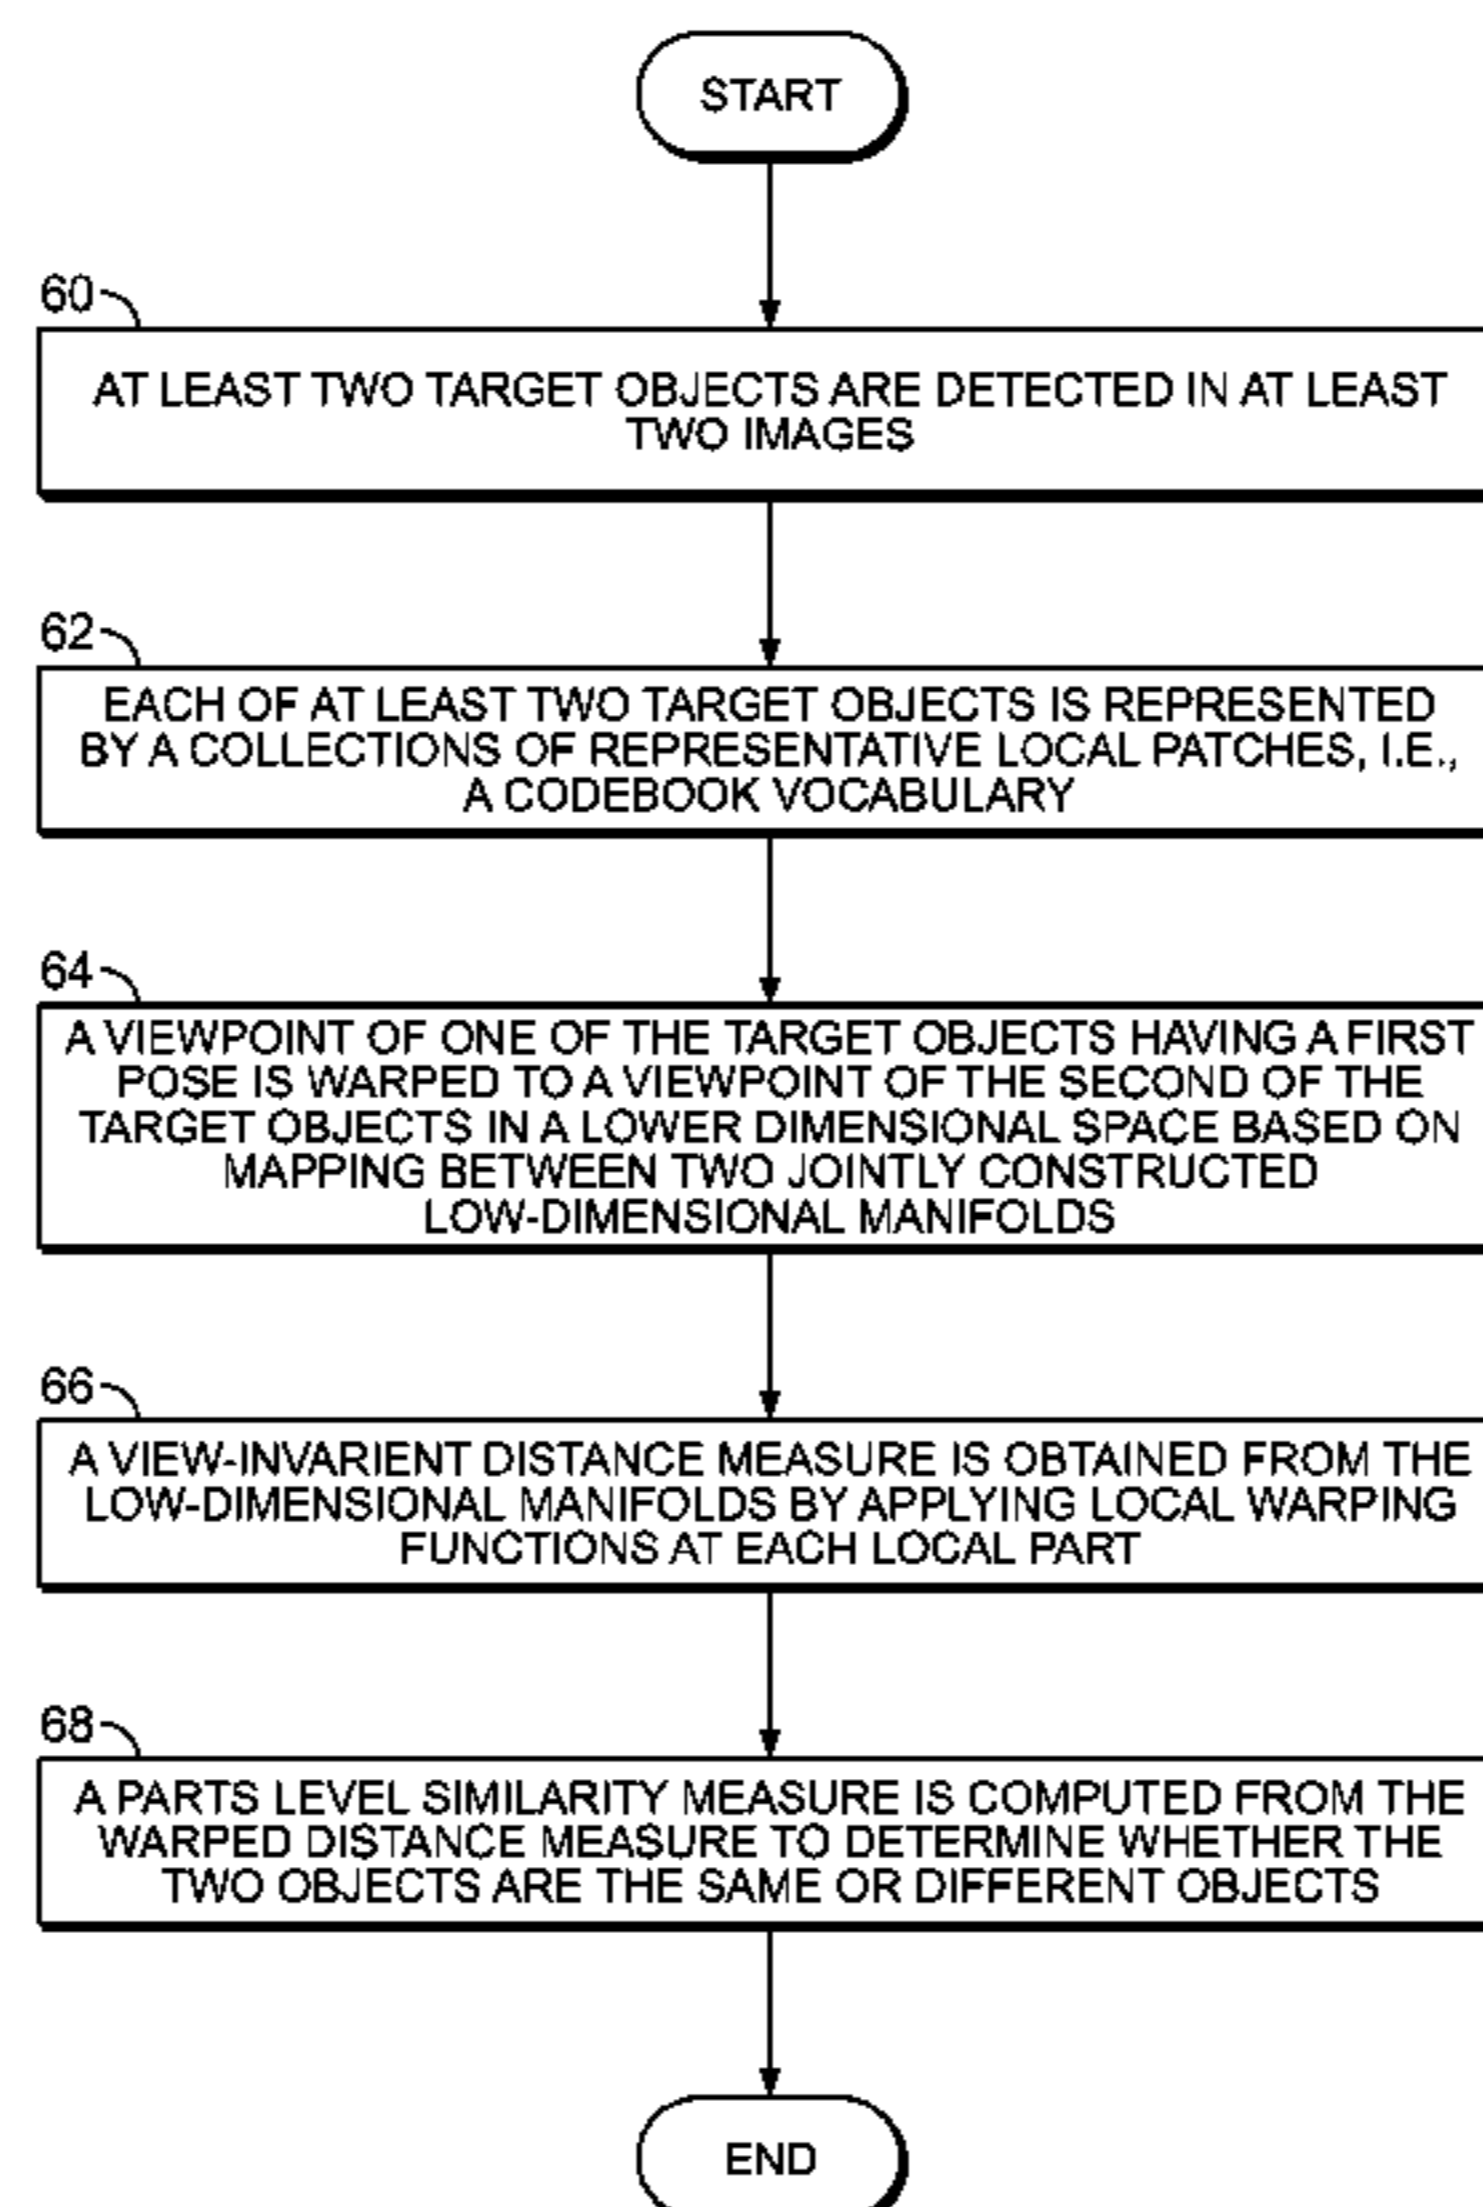 START
60
AT LEAST TWO TARGET OBJECTS ARE DETECTED IN AT LEAST
TWO IMAGES
62
EACH OF AT LEAST TWO TARGET OBJECTS IS REPRESENTED
BY A COLLECTIONS OF REPRESENTATIVE LOCAL PATCHES, I.E.,
A CODEBOOK VOCABULARY
64
A VIEWPOINT OF ONE OF THE TARGET OBJECTS HAVING A FIRST
POSE IS WARPED TO A VIEWPOINT OF THE SECOND OF THE
TARGET OBJECTS IN A LOWER DIMENSIONAL SPACE BASED ON
MAPPING BETWEEN TWO JOINTLY CONSTRUCTED
LOW-DIMENSIONAL MANIFOLDS
66
A VIEW-INVARIENT DISTANCE MEASURE IS OBTAINED FROM THE
LOW-DIMENSIONAL MANIFOLDS BY APPLYING LOCAL WARPING
FUNCTIONS AT EACH LOCAL PART
68
A PARTS LEVEL SIMILARITY MEASURE IS COMPUTED FROM THE
WARPED DISTANCE MEASURE TO DETERMINE WHETHER THE
TWO OBJECTS ARE THE SAME OR DIFFERENT OBJECTS
END